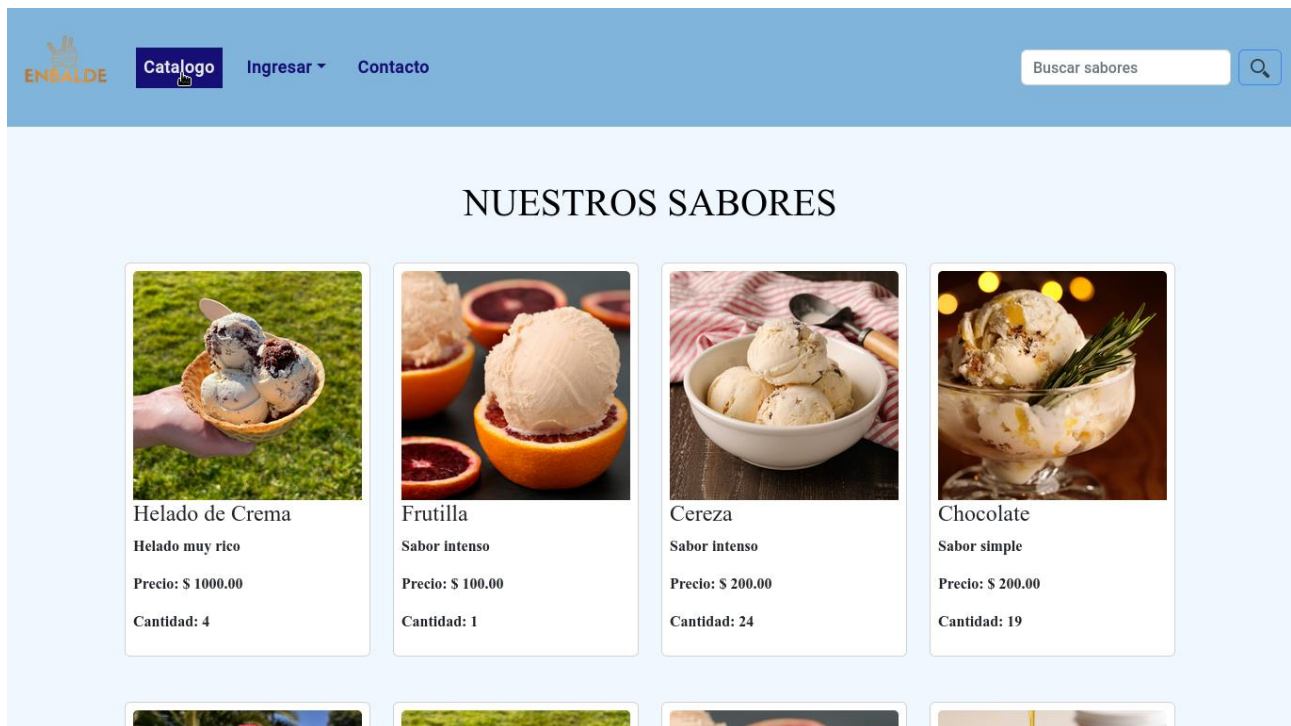 ENBALDE
Catalogo
Ingresar
Contacto
Buscar sabores
NUESTROS SABORES
Helado de Crema
Helado muy rico
Precio: $ 1000.00
Cantidad: 4
Frutilla
Sabor intenso
Precio: $ 100.00
Cantidad: 1
Cereza
Sabor intenso
Precio: $ 200.00
Cantidad: 24
Chocolate
Sabor simple
Precio: $ 200.00
Cantidad: 19